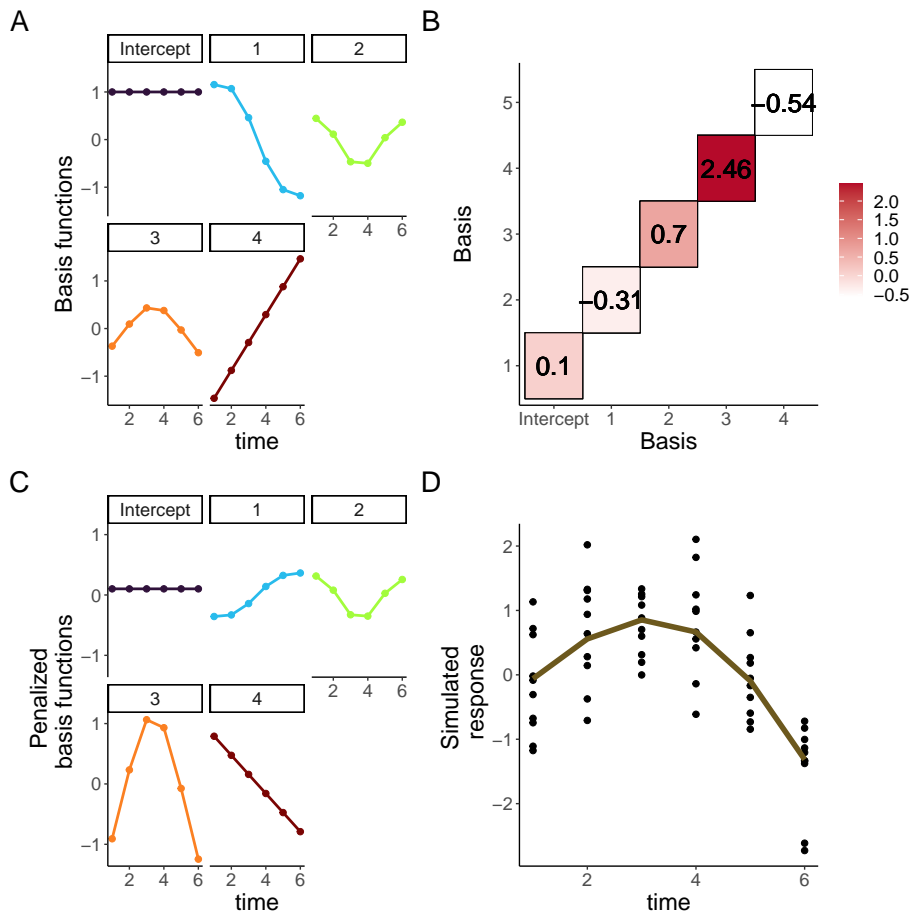 A
Intercept 1 2
1
0
−1
2 4 6
3 4
1
0
−1
2 4 6 2 4 6
time
Basis functions
B
5
4
3
2
1
−0.54
2.46
0.7
−0.31
0.1
Intercept 1 2 3 4
Basis
Basis
2.0
1.5
1.0
0.5
0.0
−0.5
C
Intercept 1 2
1
0
−1
2 4 6
3 4
1
0
−1
2 4 6 2 4 6
time
Penalized
basis functions
D
2
1
0
−1
−2
2 4 6
time
Simulated
response